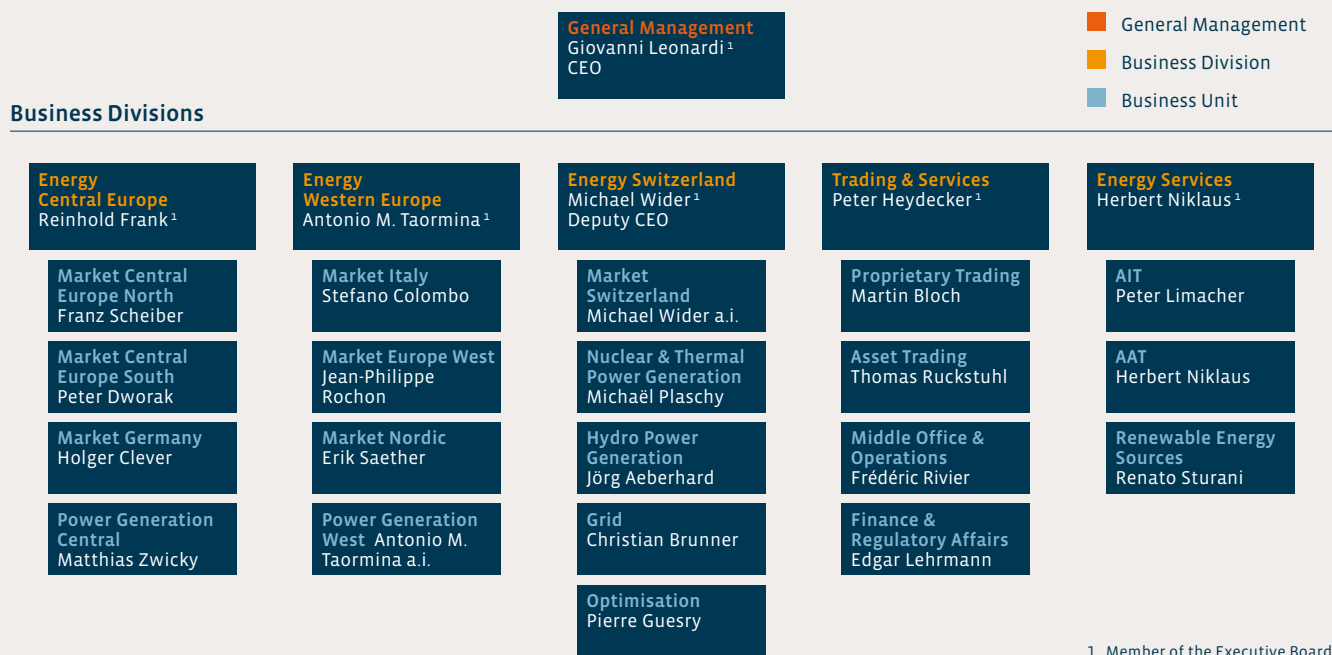 General Management
Giovanni Leonardi ¹
CEO
General Management
Business Division
Business Unit
Business Divisions
Energy
Central Europe
Reinhold Frank ¹
Market Central
Europe North
Franz Scheiber
Market Central
Europe South
Peter Dworak
Market Germany
Holger Clever
Power Generation
Central
Matthias Zwicky
Energy
Western Europe
Antonio M. Taormina ¹
Market Italy
Stefano Colombo
Market Europe West
Jean-Philippe
Rochon
Market Nordic
Erik Saether
Power Generation
West Antonio M.
Taormina a.i.
Energy Switzerland
Michael Wider ¹
Deputy CEO
Market
Switzerland
Michael Wider a.i.
Nuclear & Thermal
Power Generation
Michaël Plaschy
Hydro Power
Generation
Jörg Aeberhard
Grid
Christian Brunner
Optimisation
Pierre Guesry
Trading & Services
Peter Heydecker ¹
Proprietary Trading
Martin Bloch
Asset Trading
Thomas Ruckstuhl
Middle Office &
Operations
Frédéric Rivier
Finance &
Regulatory Affairs
Edgar Lehrmann
Energy Services
Herbert Niklaus ¹
AIT
Peter Limacher
AAT
Herbert Niklaus
Renewable Energy
Sources
Renato Sturani
1 Member of the Executive Board